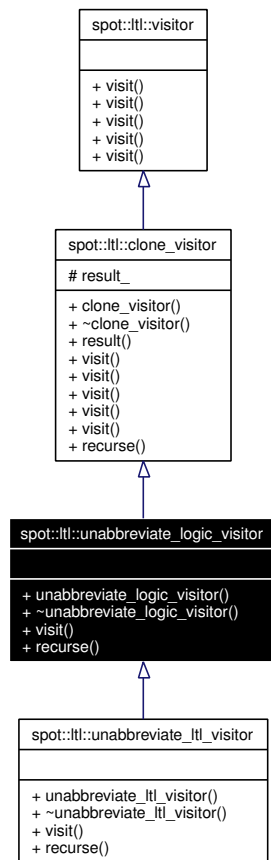 spot::ltl::visitor
+ visit()
+ visit()
+ visit()
+ visit()
+ visit()
spot::ltl::clone_visitor
# result_
+ clone_visitor()
+ ~clone_visitor()
+ result()
+ visit()
+ visit()
+ visit()
+ visit()
+ visit()
+ recurse()
spot::ltl::unabbreviate_logic_visitor
+ unabbreviate_logic_visitor()
+ ~unabbreviate_logic_visitor()
+ visit()
+ recurse()
spot::ltl::unabbreviate_ltl_visitor
+ unabbreviate_ltl_visitor()
+ ~unabbreviate_ltl_visitor()
+ visit()
+ recurse()